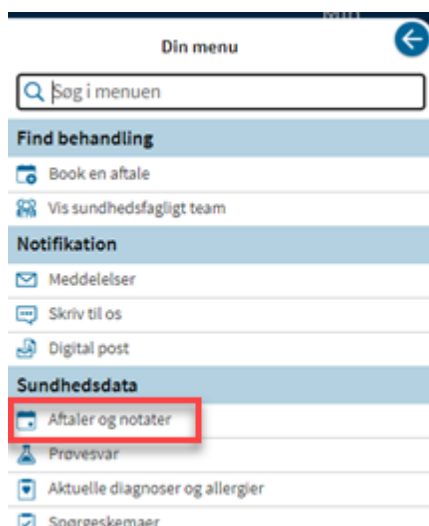 Din menu
Søg i menuen
Find behandling
Book en aftale
Vis sundhedsfagligt team
Notifikation
Meddelelser
Skriv til os
Digital post
Sundhedsdata
Aftaler og notater
Prøvesvar
Aktuelle diagnoser og allergier
Spørgeskemaer